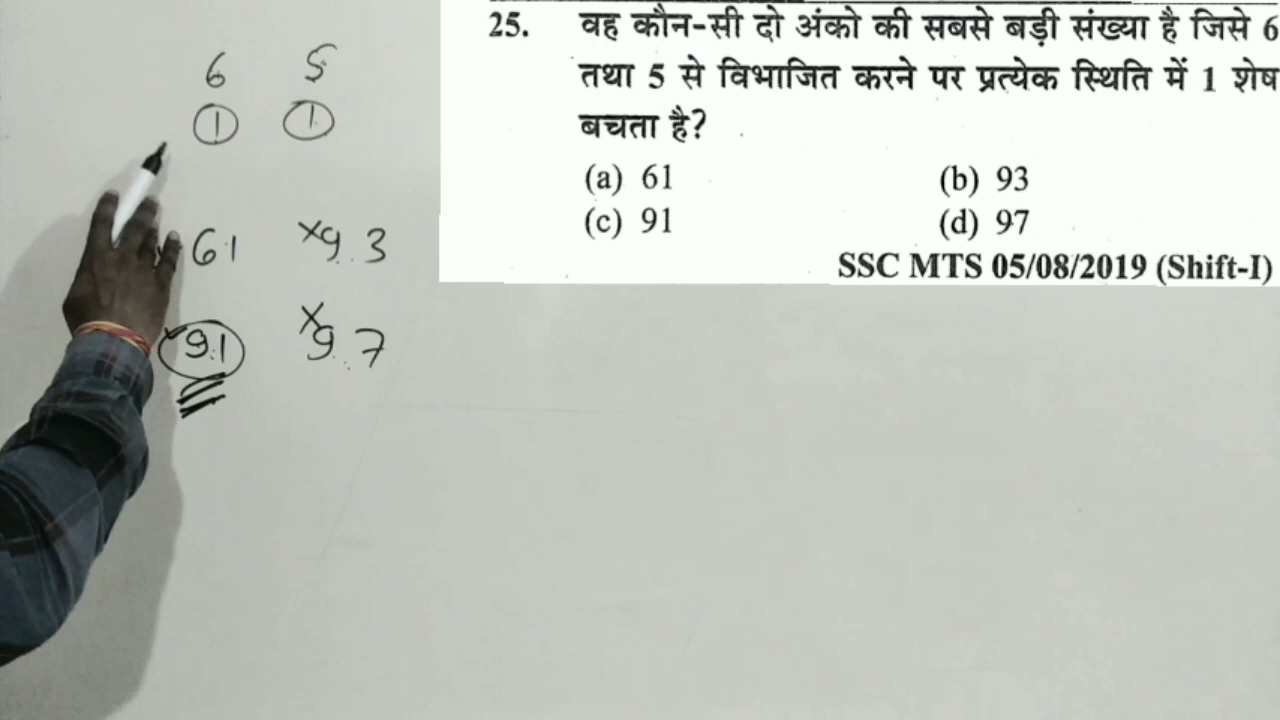 25. वह कौन-सी दो अंको की सबसे बड़ी संख्या है जिसे 6
तथा 5 से विभाजित करने पर प्रत्येक स्थिति में 1 शेष
बचता है?
(a) 61 (b) 93
(c) 91 (d) 97
SSC MTS 05/08/2019 (Shift-I)
6 5
1 1
61 ×93
91 ×97